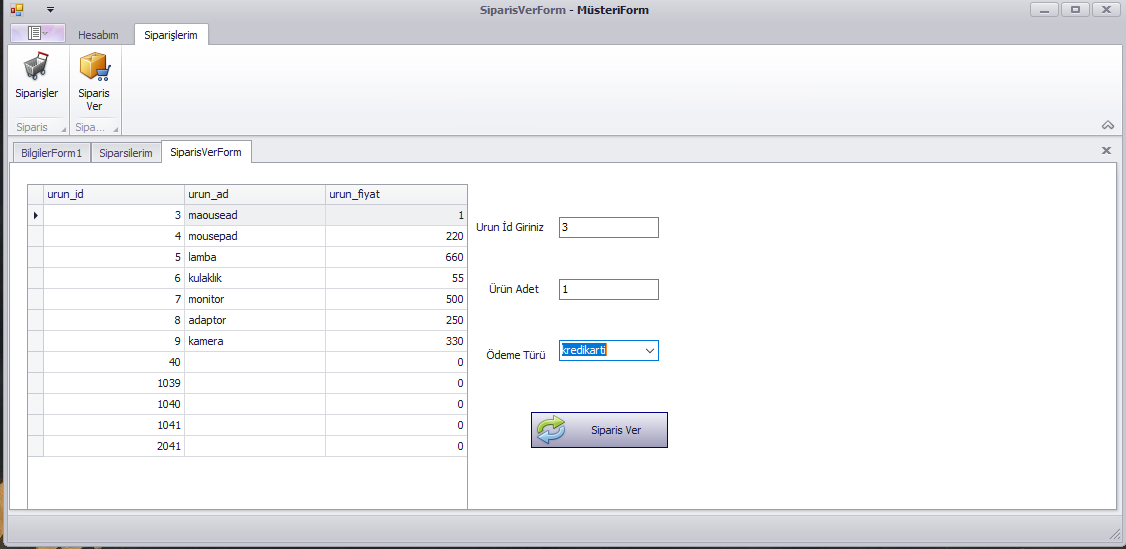 SiparisVerForm - MüsteriForm
Hesabım Siparişlerim
Siparişler Siparis Ver
Siparis Sipa...
BilgilerForm1 Siparsilerim SiparisVerForm
urun_id urun_ad urun_fiyat
3 maousead 1
4 mousepad 220
5 lamba 660
6 kulaklık 55
7 monitor 500
8 adaptor 250
9 kamera 330
40 0
1039 0
1040 0
1041 0
2041 0
Urun İd Giriniz 3
Ürün Adet 1
Ödeme Türü kredikarti
Siparis Ver